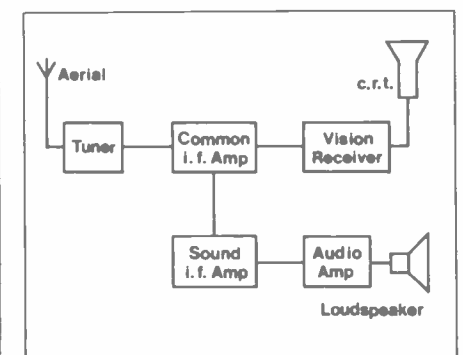 Aerial
c.r.t.
Tuner
Common
i.f. Amp
Vision
Receiver
Sound
i.f. Amp
Audio
Amp
Loudspeaker